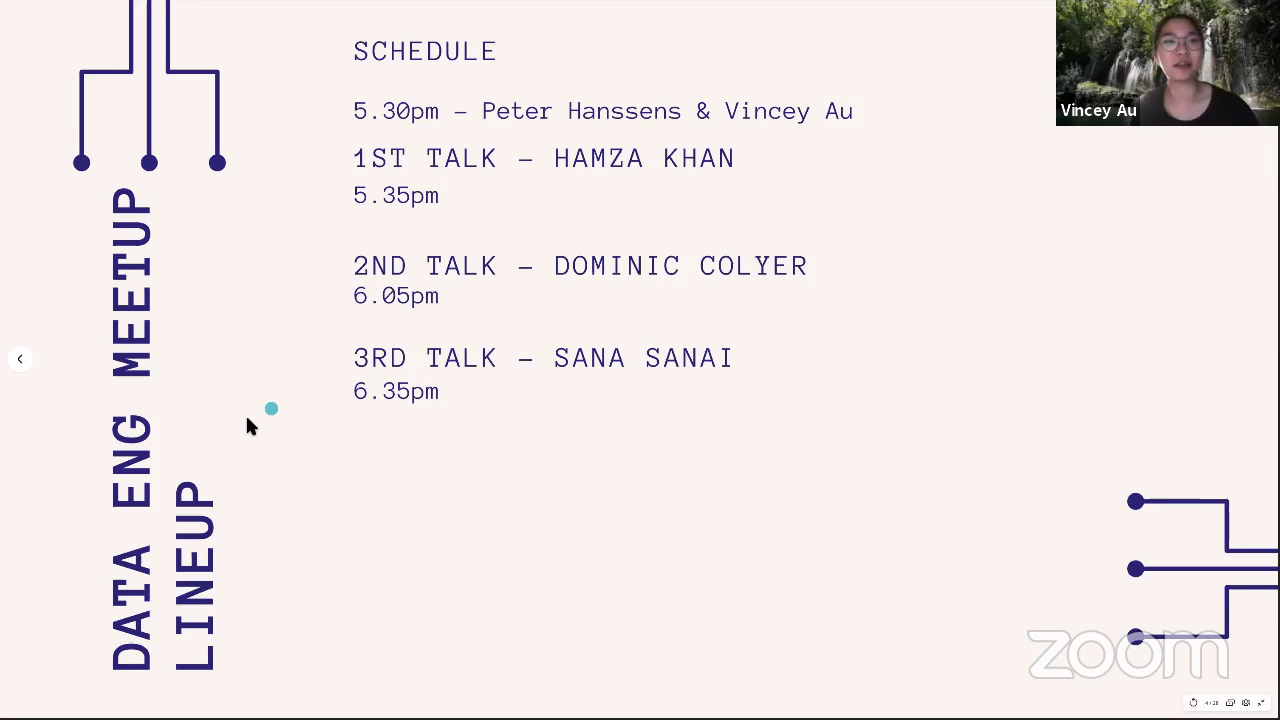 SCHEDULE
5.30pm – Peter Hanssens & Vincey Au
1ST TALK – HAMZA KHAN
5.35pm
2ND TALK – DOMINIC COLYER
6.05pm
3RD TALK – SANA SANAI
6.35pm
DATA ENG MEETUP
LINEUP
Vincey Au
zoom